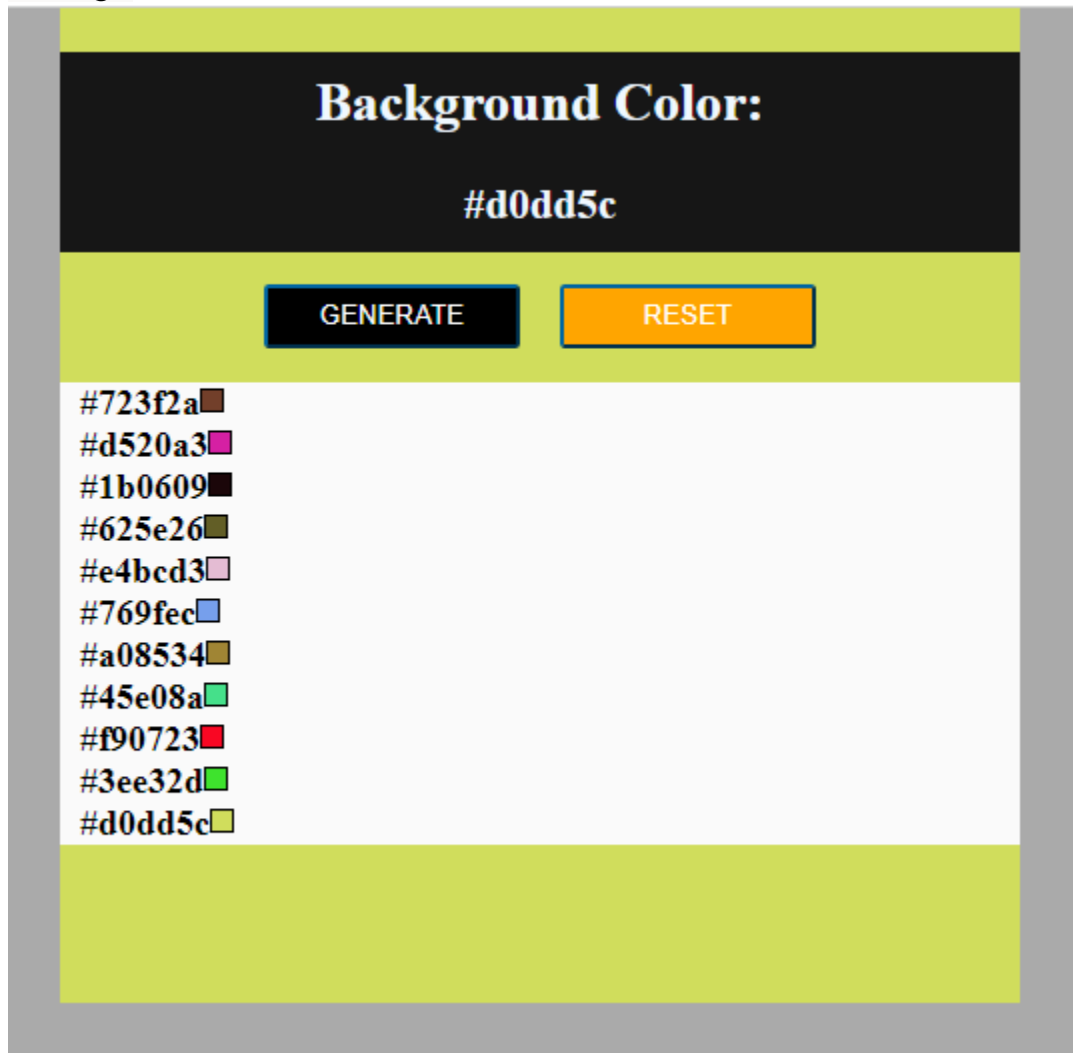 Background Color:
#d0dd5c
GENERATE RESET
#723f2a
#d520a3
#1b0609
#625e26
#e4bcd3
#769fec
#a08534
#45e08a
#f90723
#3ee32d
#d0dd5c